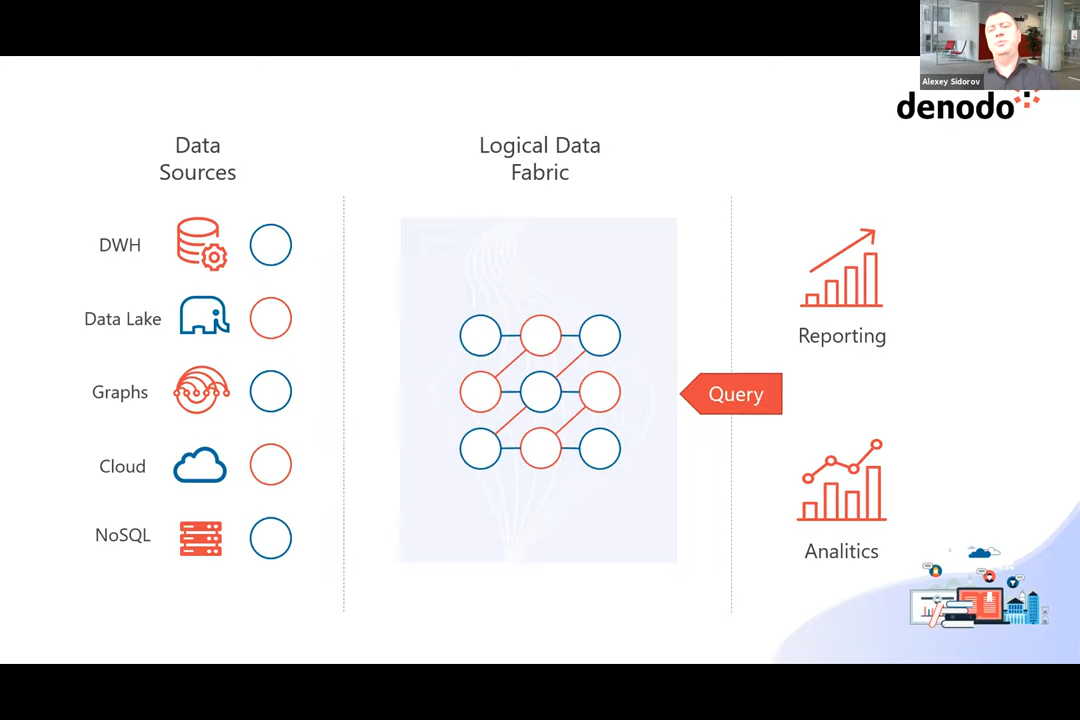 Alexey Sidorov
denodo
Data
Sources
Logical Data
Fabric
DWH
Data Lake
Graphs
Cloud
NoSQL
Query
Reporting
Analitics